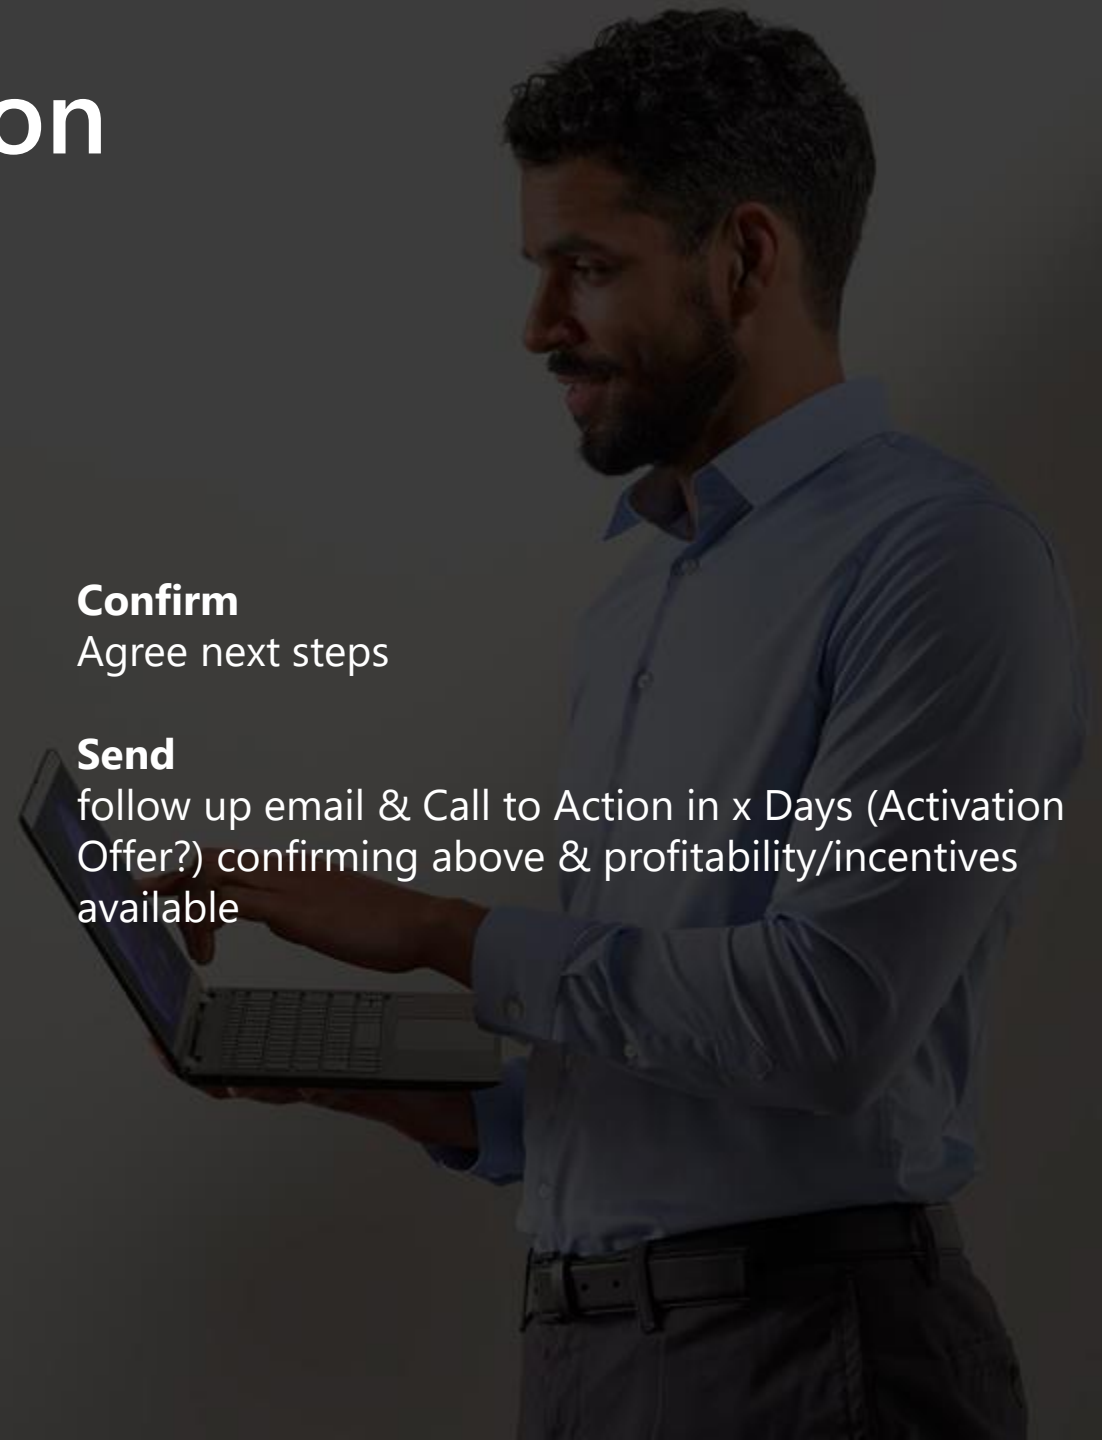 on
Confirm
Agree next steps
Send
follow up email & Call to Action in x Days (Activation
Offer?) confirming above & profitability/incentives
available